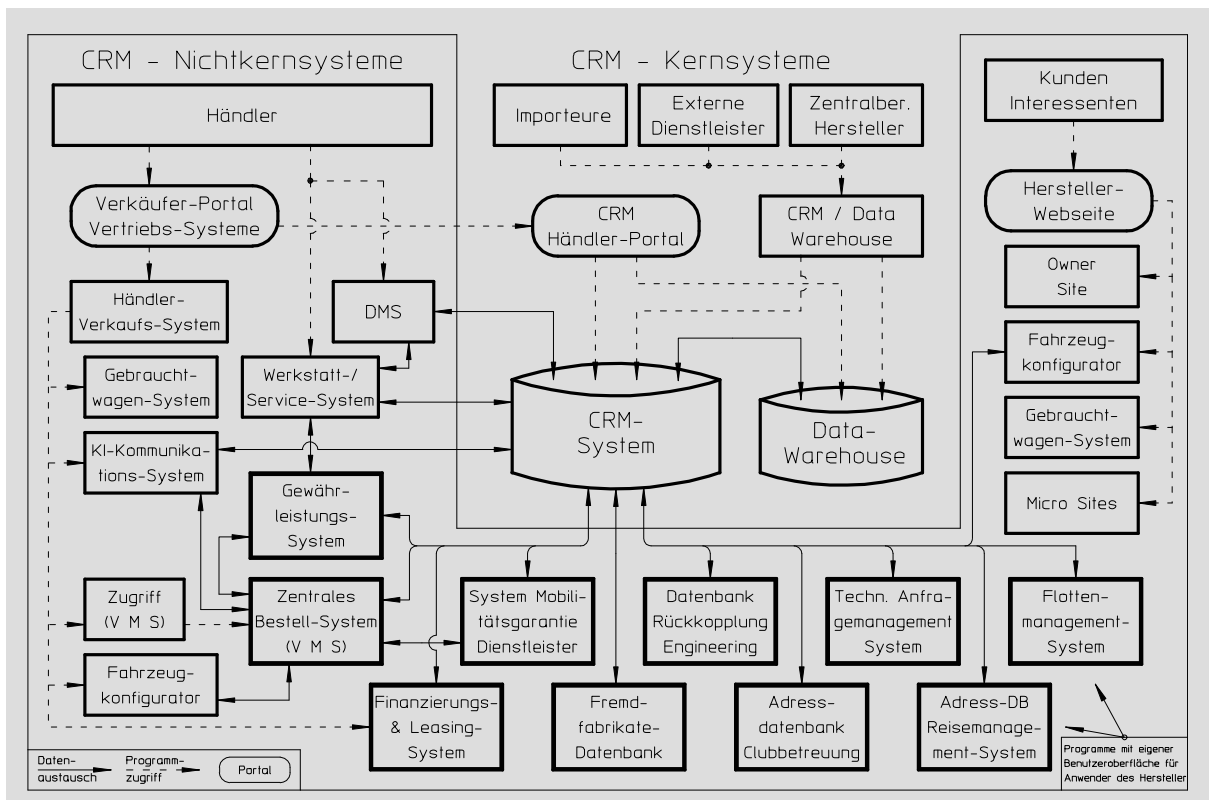 CRM - Nichtkernsysteme
CRM - Kernsysteme
Händler
Importeure
Externe
Dienstleister
Zentralber.
Hersteller
Kunden
Interessenten
Verkäufer-Portal
Vertriebs-Systeme
CRM
Händler-Portal
CRM / Data
Warehouse
Hersteller-
Webseite
Händler-
Verkaufs-System
DMS
Owner
Site
Gebraucht-
wagen-System
Werkstatt-/
Service-System
CRM-
System
Data-
Warehouse
Fahrzeug-
konfigurator
KI-Kommunika-
tions-System
Gebraucht-
wagen-System
Gewähr-
leistungs-
System
Micro Sites
Zugriff
(V M S)
Zentrales
Bestell-System
(V M S)
System Mobili-
tätsgarantie
Dienstleister
Datenbank
Rückkopplung
Engineering
Techn. Anfra-
gemanagement
System
Flotten-
management-
System
Fahrzeug-
konfigurator
Finanzierungs-
& Leasing-
System
Fremd-
fabrikate-
Datenbank
Adress-
datenbank
Clubbetreuung
Adress-DB
Reisemanage-
ment-System
Daten-
austausch
Programm-
zugriff
Portal
Programme mit eigener
Benutzeroberfläche für
Anwender des Hersteller